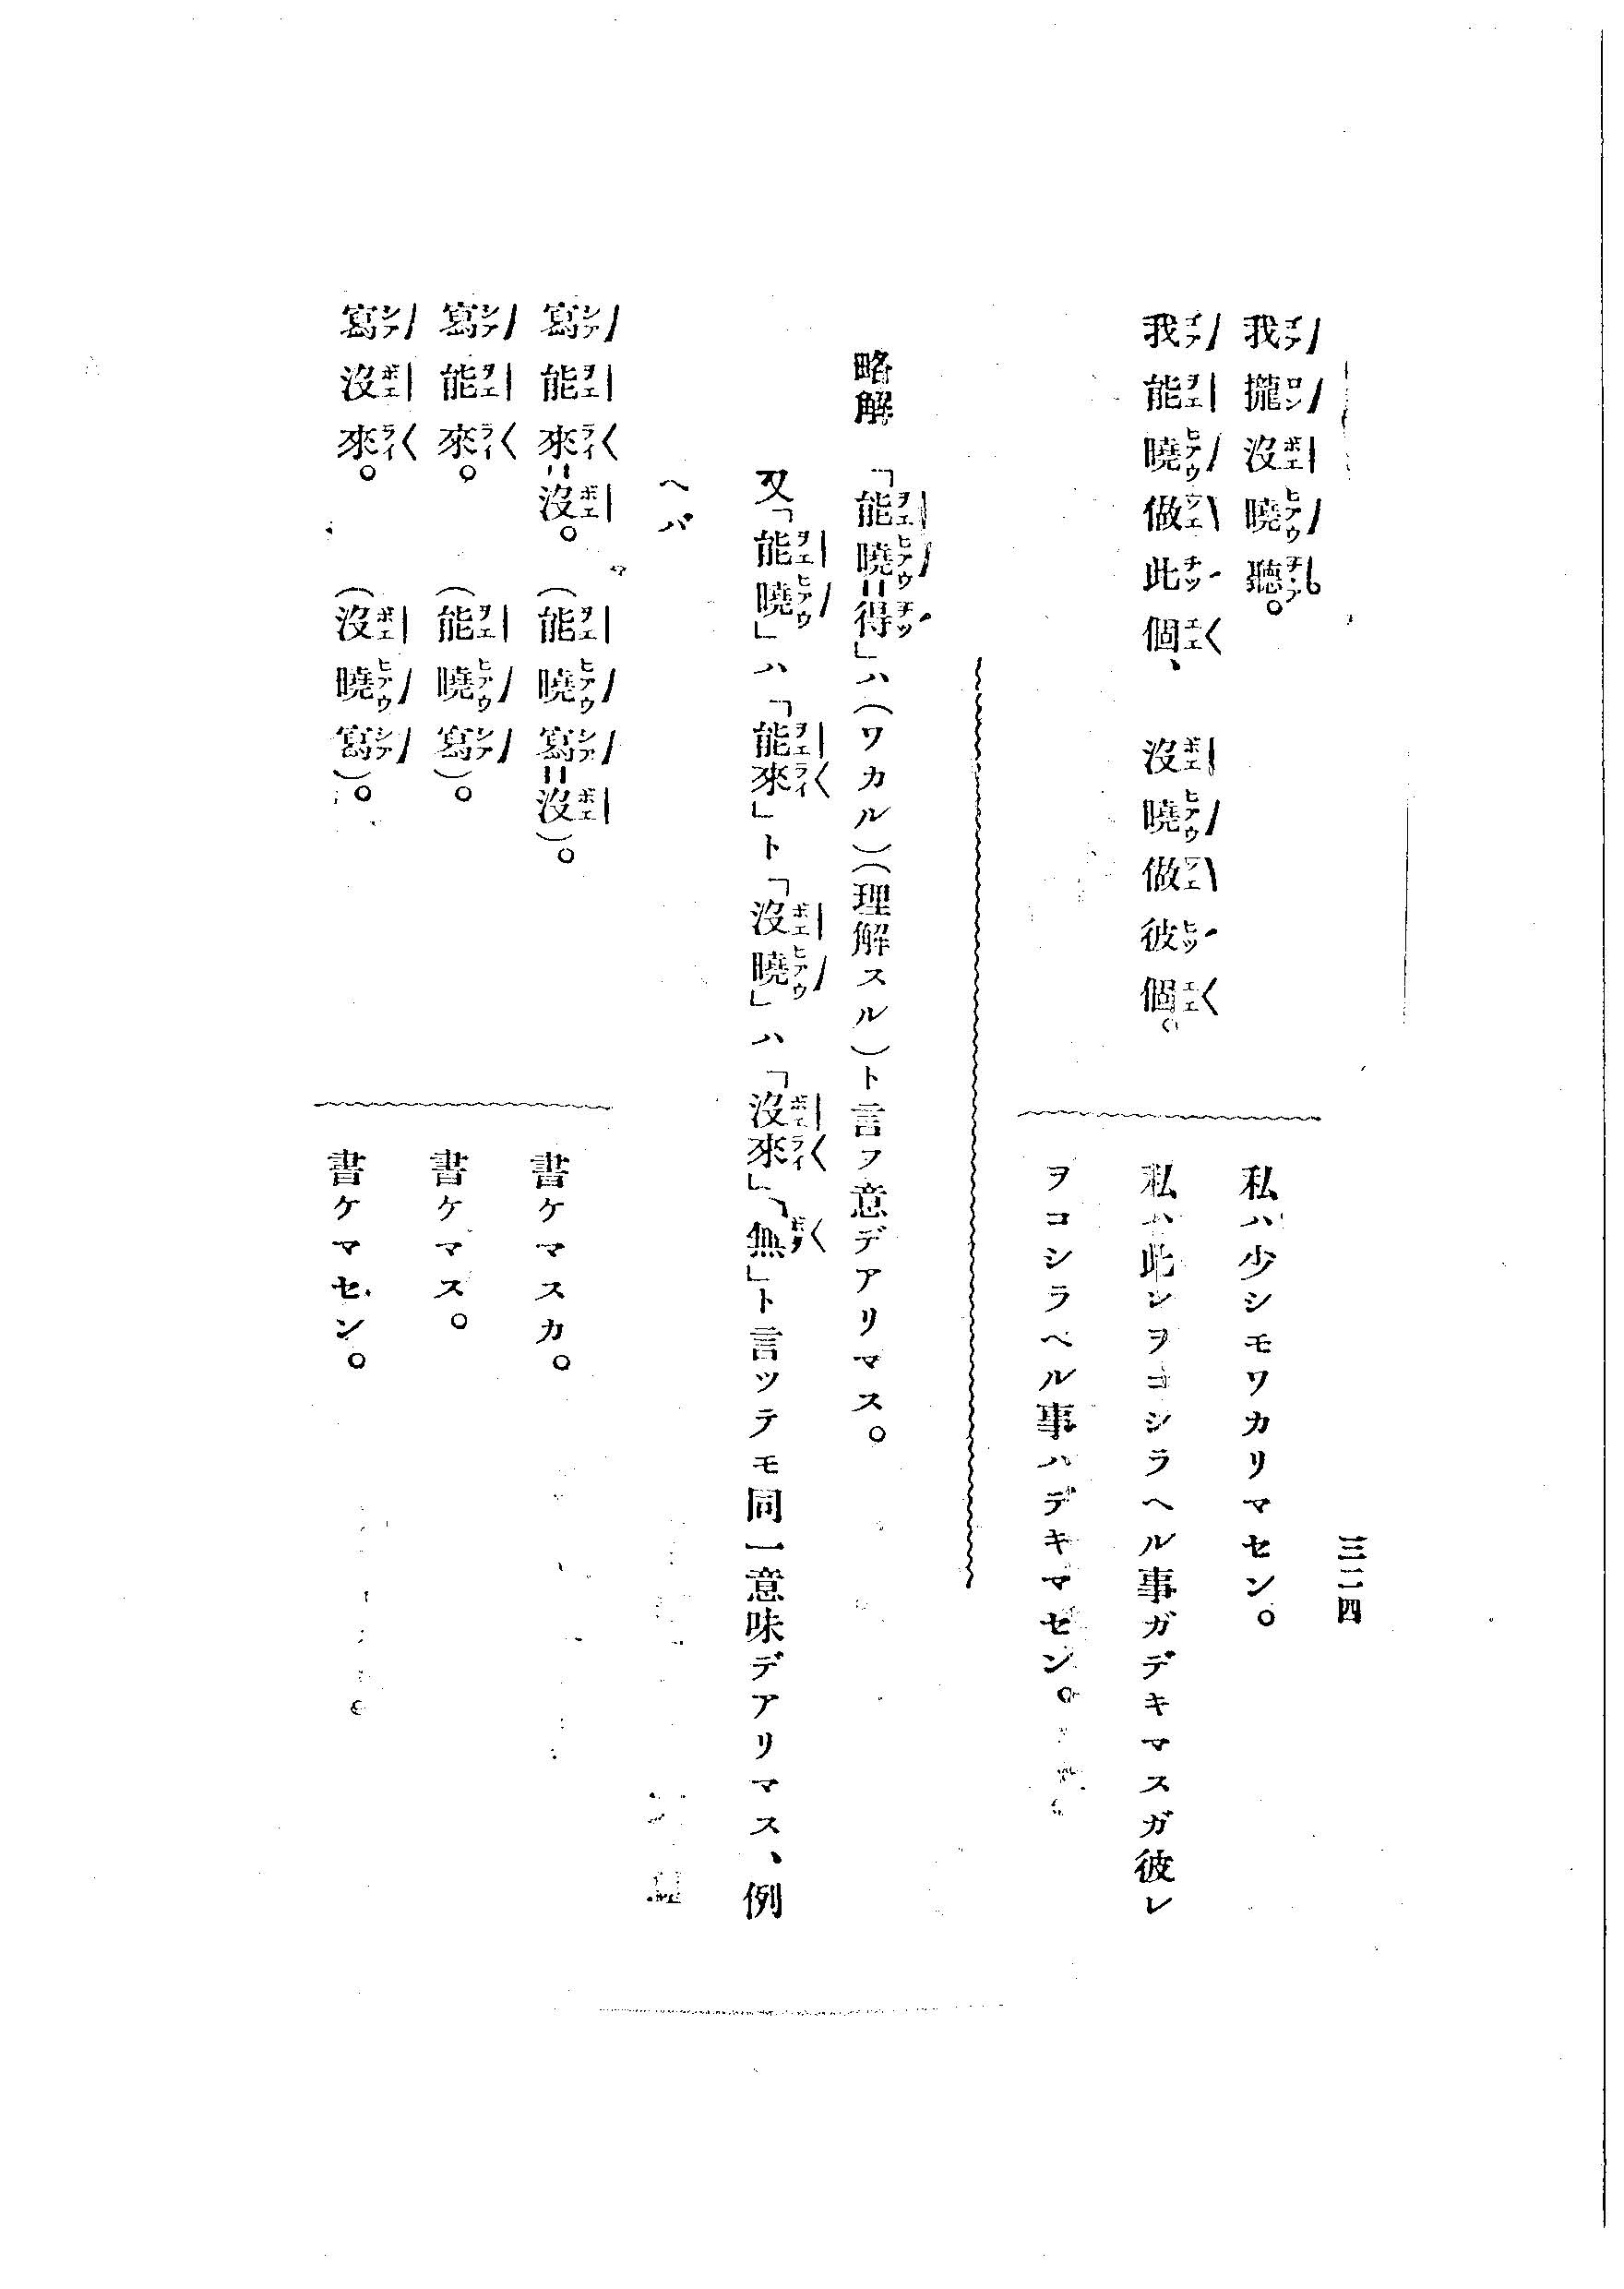 三二四
我攏沒曉聽。
私ハ少シモワカリマセン。
我能曉做此個、沒曉做彼個。
私ハ此レヲコシラヘル事ガデキマスガ彼レ
ヲコシラヘル事ハデキマセン。
略解 「能曉=得」ハ(ワカル)(理解スル)ト言フ意デアリマス。
又「能曉」ハ「能來」ト「沒曉」ハ「沒來」「無」ト言ツテモ同一意味デアリマス、例
ヘバ
寫能來=沒。 (能曉寫=沒)。
書ケマスカ。
寫能來。 (能曉寫)。
書ケマス。
寫沒來。 (沒曉寫)。
書ケマセン。